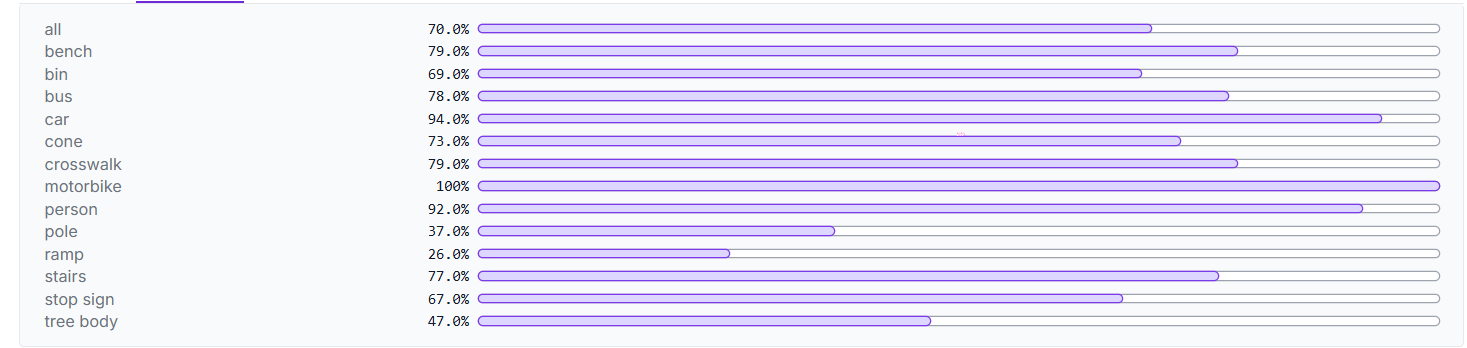 all 70.0%
bench 79.0%
bin 69.0%
bus 78.0%
car 94.0%
cone 73.0%
crosswalk 79.0%
motorbike 100%
person 92.0%
pole 37.0%
ramp 26.0%
stairs 77.0%
stop sign 67.0%
tree body 47.0%